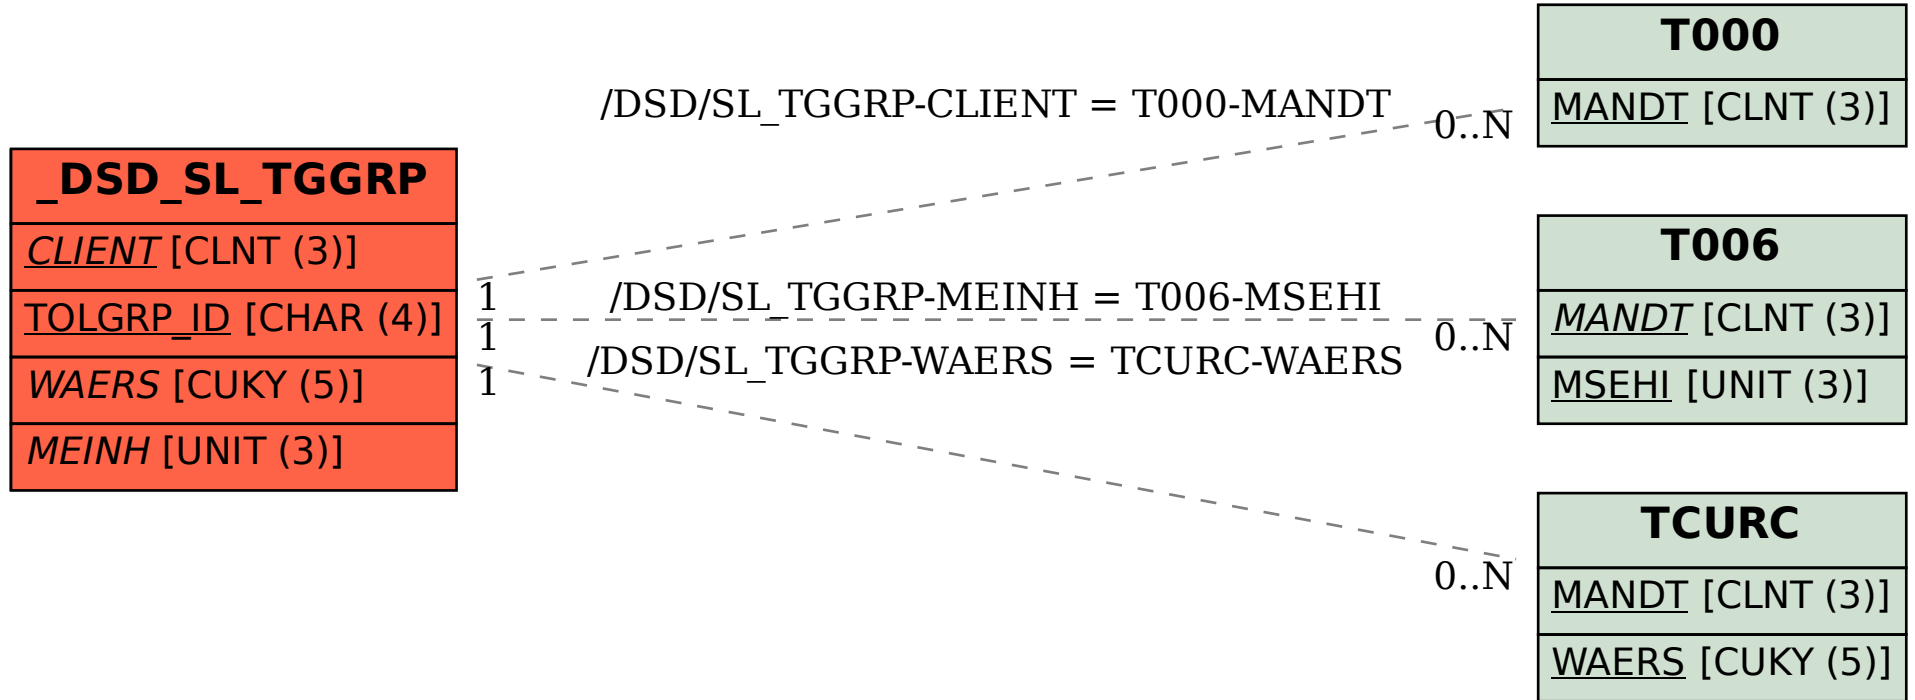 _DSD_SL_TGGRP
CLIENT [CLNT (3)]
TOLGRP_ID [CHAR (4)]
WAERS [CUKY (5)]
MEINH [UNIT (3)]
/DSD/SL_TGGRP-CLIENT = T000-MANDT
0..N
1
/DSD/SL_TGGRP-MEINH = T006-MSEHI
0..N
1
/DSD/SL_TGGRP-WAERS = TCURC-WAERS
0..N
1
T000
MANDT [CLNT (3)]
T006
MANDT [CLNT (3)]
MSEHI [UNIT (3)]
TCURC
MANDT [CLNT (3)]
WAERS [CUKY (5)]